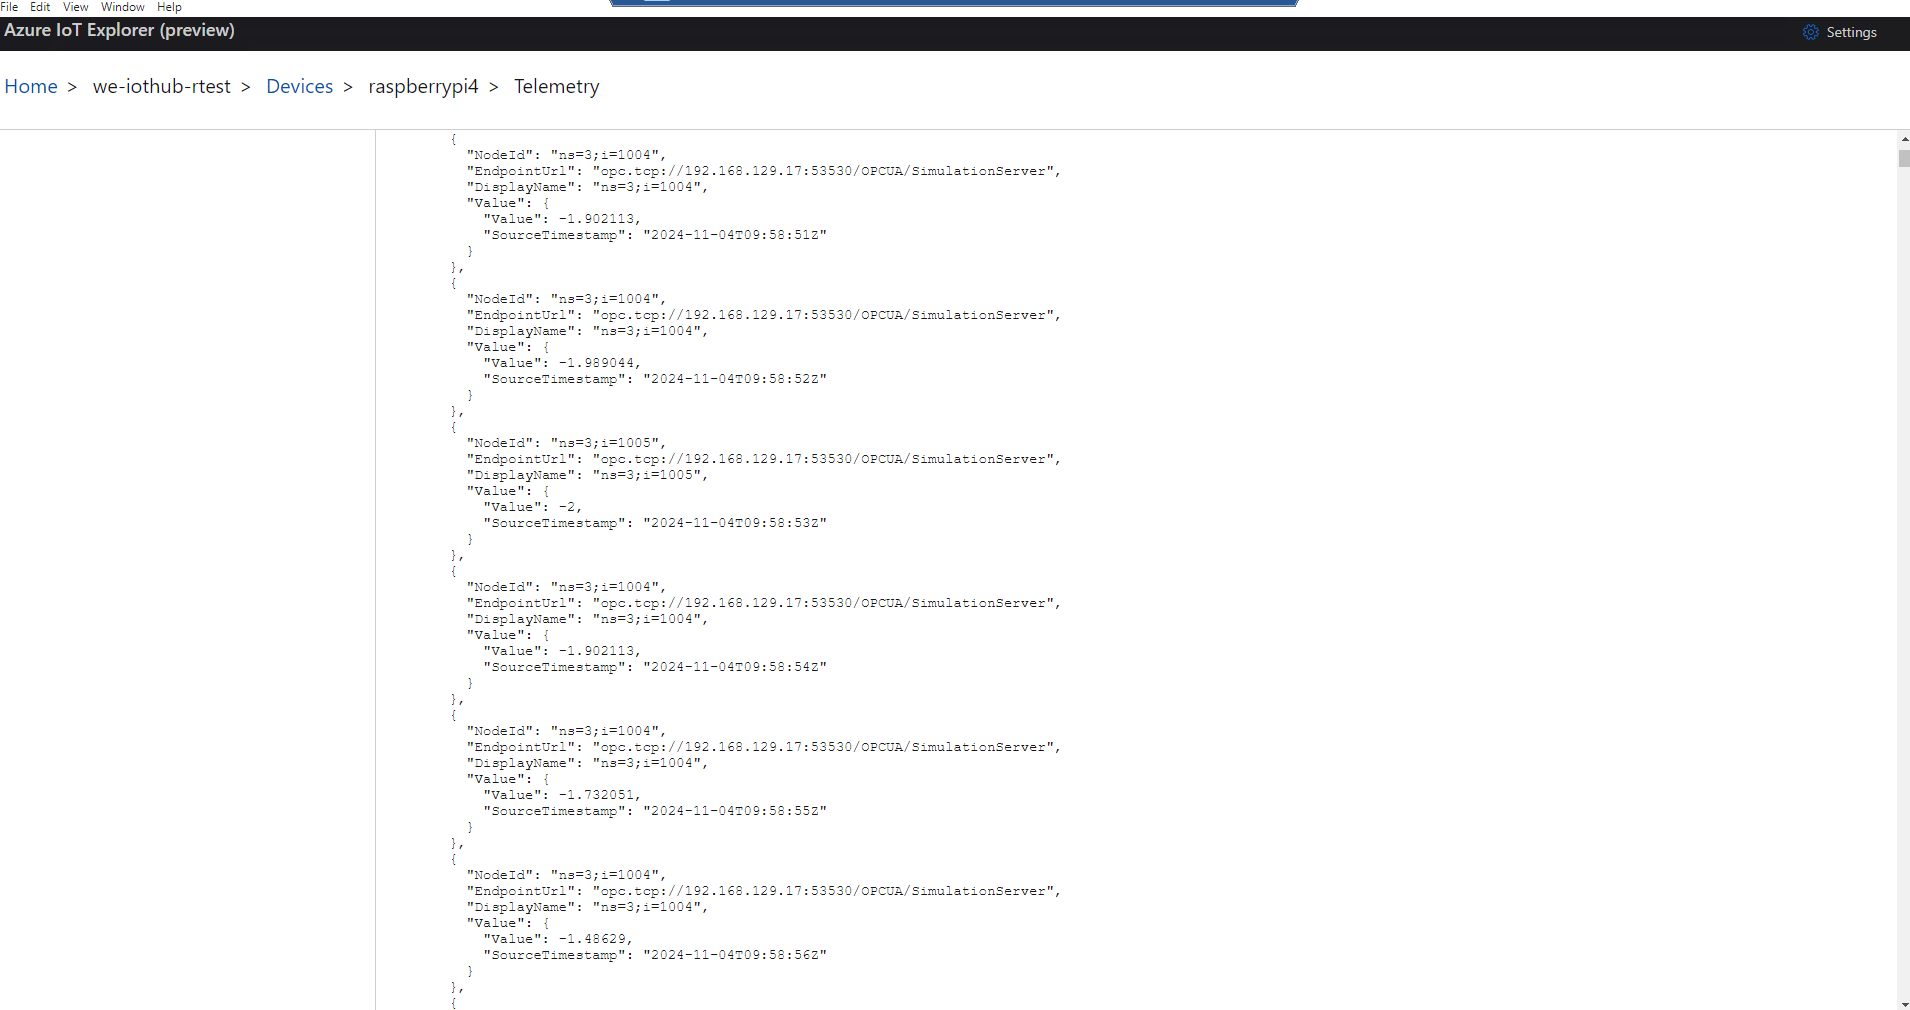 File Edit View Window Help
Azure IoT Explorer (preview)
Settings
Home > we-iothub-rtest > Devices > raspberrypi4 > Telemetry
{
"NodeId": "ns=3;i=1004",
"EndpointUrl": "opc.tcp://192.168.129.17:53530/OPCUA/SimulationServer",
"DisplayName": "ns=3;i=1004",
"Value": {
"Value": -1.902113,
"SourceTimestamp": "2024-11-04T09:58:51Z"
}
},
{
"NodeId": "ns=3;i=1004",
"EndpointUrl": "opc.tcp://192.168.129.17:53530/OPCUA/SimulationServer",
"DisplayName": "ns=3;i=1004",
"Value": {
"Value": -1.989044,
"SourceTimestamp": "2024-11-04T09:58:52Z"
}
},
{
"NodeId": "ns=3;i=1005",
"EndpointUrl": "opc.tcp://192.168.129.17:53530/OPCUA/SimulationServer",
"DisplayName": "ns=3;i=1005",
"Value": {
"Value": -2,
"SourceTimestamp": "2024-11-04T09:58:53Z"
}
},
{
"NodeId": "ns=3;i=1004",
"EndpointUrl": "opc.tcp://192.168.129.17:53530/OPCUA/SimulationServer",
"DisplayName": "ns=3;i=1004",
"Value": {
"Value": -1.902113,
"SourceTimestamp": "2024-11-04T09:58:54Z"
}
},
{
"NodeId": "ns=3;i=1004",
"EndpointUrl": "opc.tcp://192.168.129.17:53530/OPCUA/SimulationServer",
"DisplayName": "ns=3;i=1004",
"Value": {
"Value": -1.732051,
"SourceTimestamp": "2024-11-04T09:58:55Z"
}
},
{
"NodeId": "ns=3;i=1004",
"EndpointUrl": "opc.tcp://192.168.129.17:53530/OPCUA/SimulationServer",
"DisplayName": "ns=3;i=1004",
"Value": {
"Value": -1.48629,
"SourceTimestamp": "2024-11-04T09:58:56Z"
}
},
{